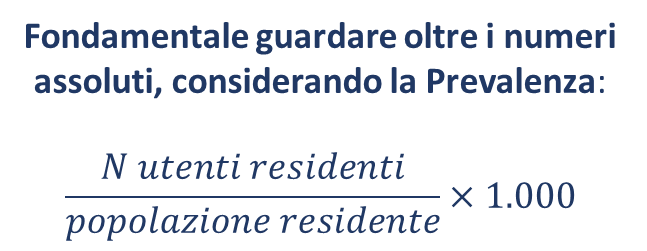 Fondamentale guardare oltre i numeri
assoluti, considerando la Prevalenza:
N utenti residenti
popolazione residente
× 1.000